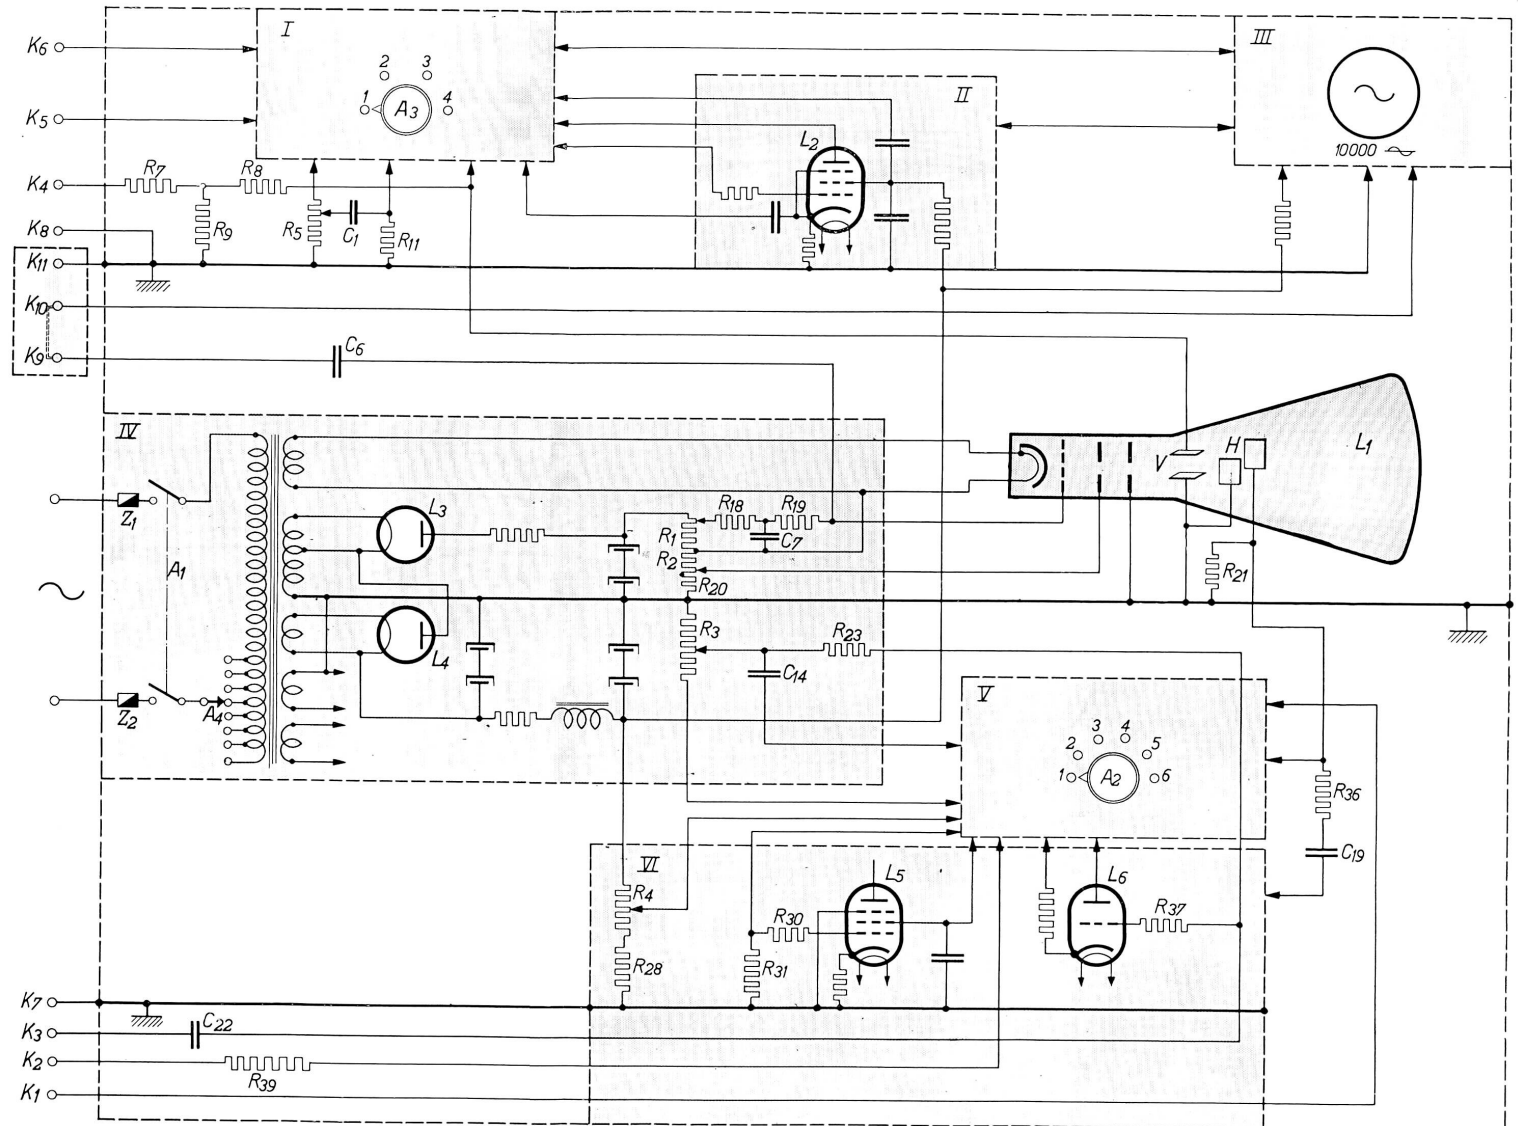 K6
I
2 3
1 A3 4
III
10000
K5
II
L2
K4
R7
R8
K8
R9
R5
C1
R11
K11
K10
K9
C6
IV
L1
V
H
R21
Z1
A1
L3
R18
R19
R1
C7
R2
R20
L4
R3
R23
C14
Z2
A4
V
3 4
2 5
1 A2 6
R36
C19
VI
R4
L5
L6
R30
R37
R28
R31
K7
K3
C22
K2
R39
K1